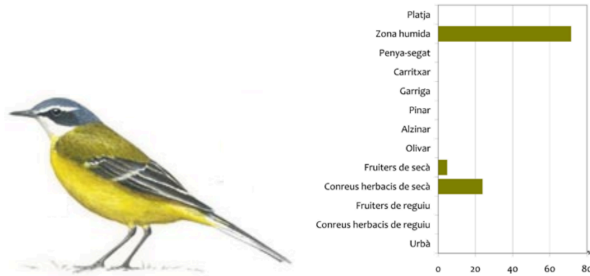 Platja
Zona humida
Penya-segat
Carritxar
Garriga
Pinar
Alzinar
Olivar
Fruiters de secà
Conreus herbacis de secà
Fruiters de reguiu
Conreus herbacis de reguiu
Urbà
0 20 40 60 80